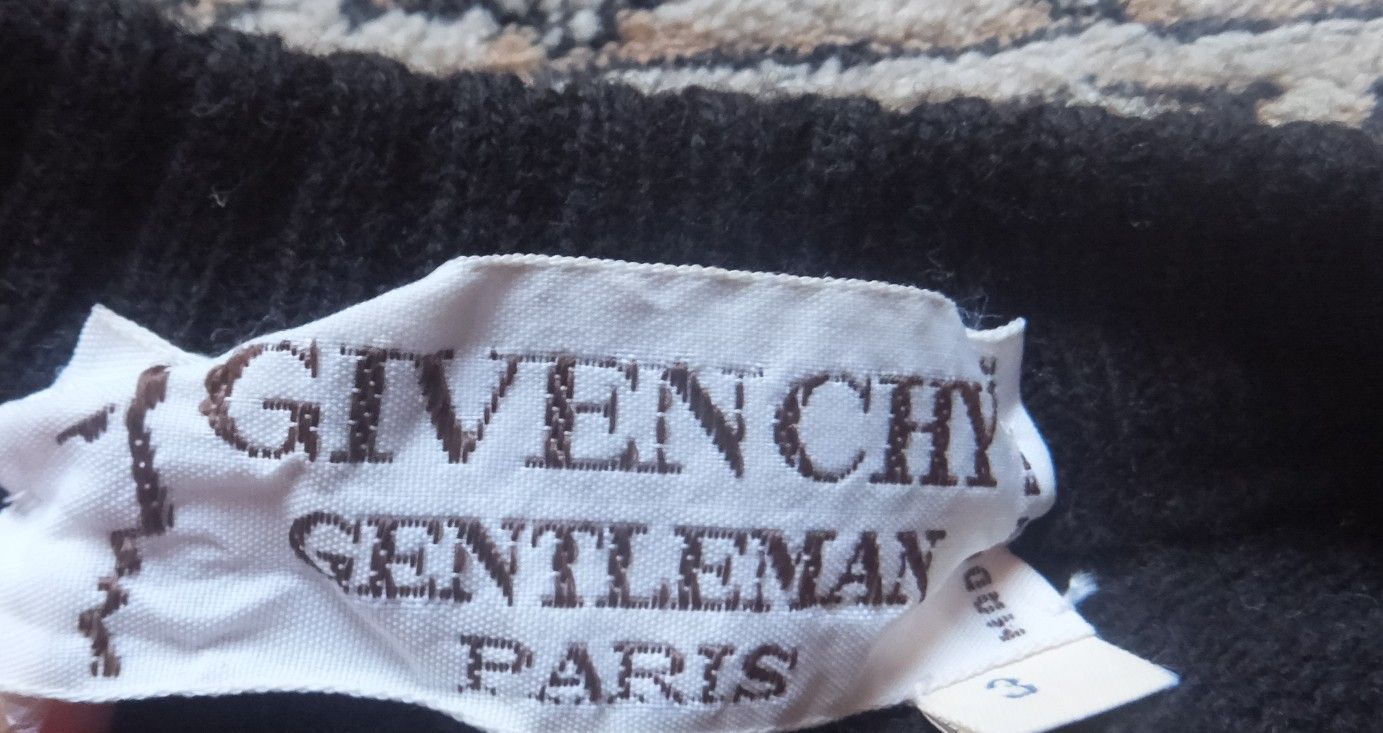 GIVENCHY
GENTLEMAN
PARIS
3